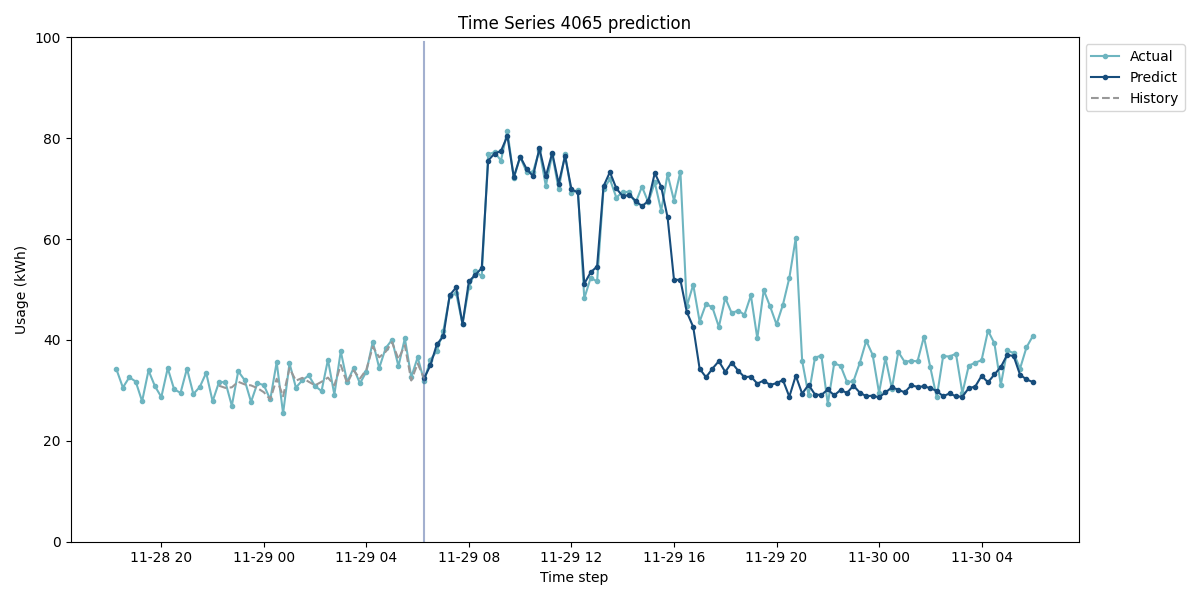 Time Series 4065 prediction
100
80
60
40
20
0
Usage (kWh)
11-28 20
11-29 00
11-29 04
11-29 08
11-29 12
11-29 16
11-29 20
11-30 00
11-30 04
Time step
Actual
Predict
History